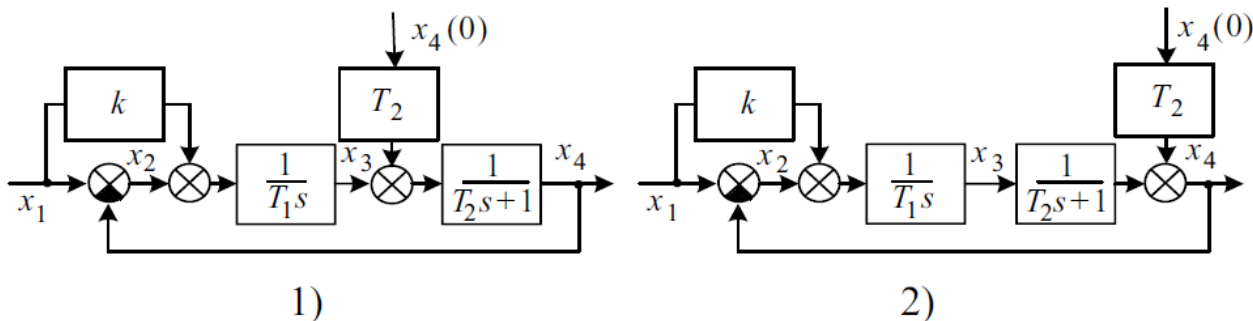 x₄(0)
x₄(0)
k
T₂
k
T₂
x₂
x₃
x₄
x₂
x₃
x₄
1/(T₁s)
1/(T₂s+1)
1/(T₁s)
1/(T₂s+1)
x₁
x₁
1)
2)